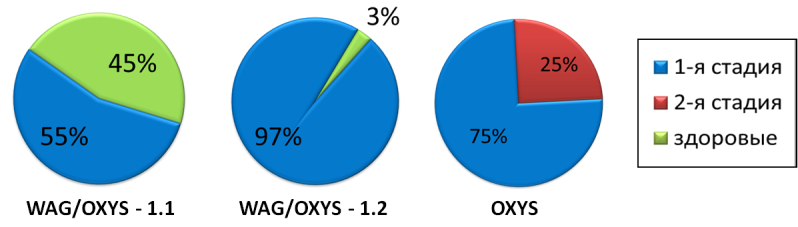 45%
55%
WAG/OXYS - 1.1
3%
97%
WAG/OXYS - 1.2
25%
75%
OXYS
1-я стадия
2-я стадия
здоровые